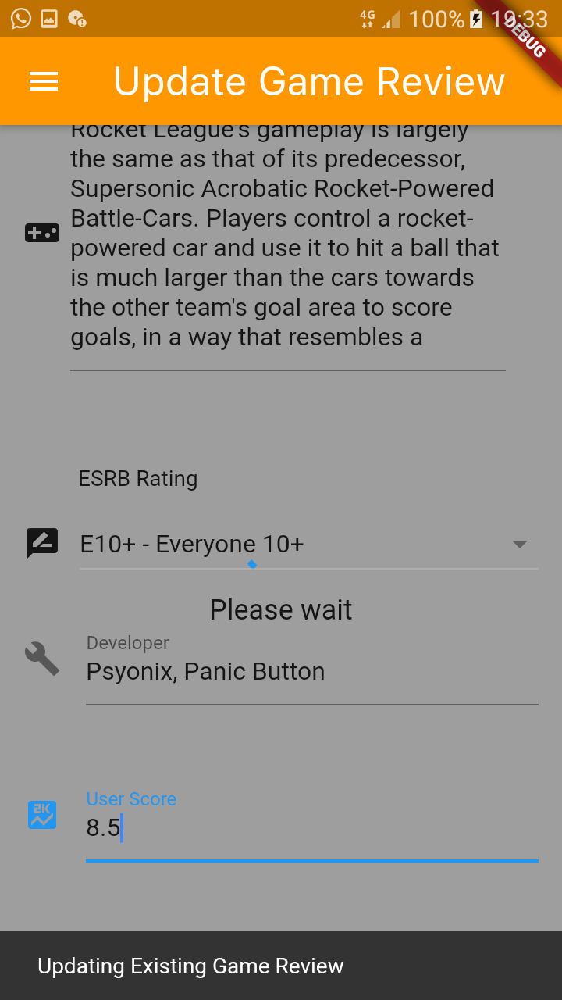 4G 100% 19:33
DEBUG
Update Game Review
Rocket League's gameplay is largely
the same as that of its predecessor,
Supersonic Acrobatic Rocket-Powered
Battle-Cars. Players control a rocket-
powered car and use it to hit a ball that
is much larger than the cars towards
the other team's goal area to score
goals, in a way that resembles a
ESRB Rating
E10+ - Everyone 10+
Please wait
Developer
Psyonix, Panic Button
User Score
2K
8.5
Updating Existing Game Review